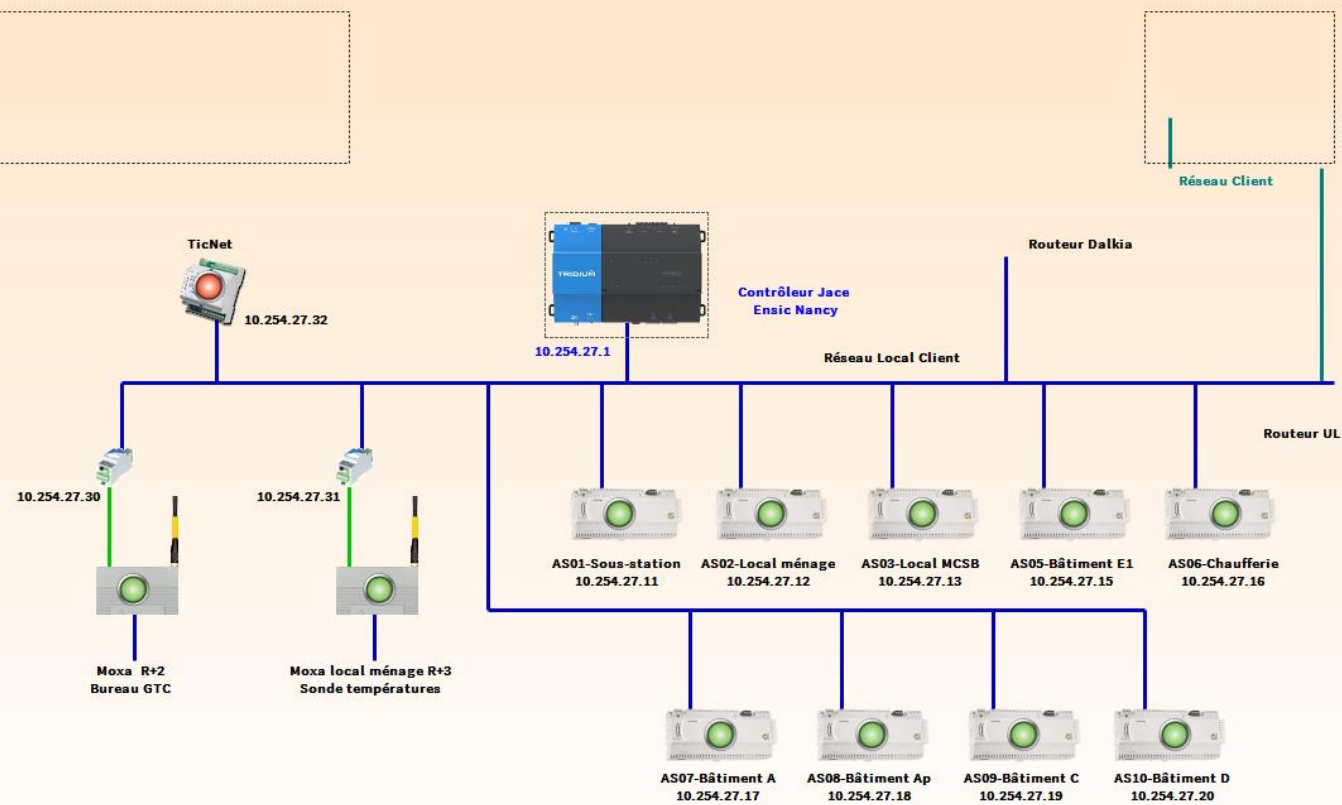 Réseau Client
TicNet
10.254.27.32
TRIDIUM
Contrôleur Jace
Ensic Nancy
10.254.27.1
Routeur Dalkia
Réseau Local Client
Routeur UL
10.254.27.30
10.254.27.31
AS01-Sous-station
10.254.27.11
AS02-Local ménage
10.254.27.12
AS03-Local MCSB
10.254.27.13
AS05-Bâtiment E1
10.254.27.15
AS06-Chaufferie
10.254.27.16
Moxa R+2
Bureau GTC
Moxa local ménage R+3
Sonde températures
AS07-Bâtiment A
10.254.27.17
AS08-Bâtiment Ap
10.254.27.18
AS09-Bâtiment C
10.254.27.19
AS10-Bâtiment D
10.254.27.20